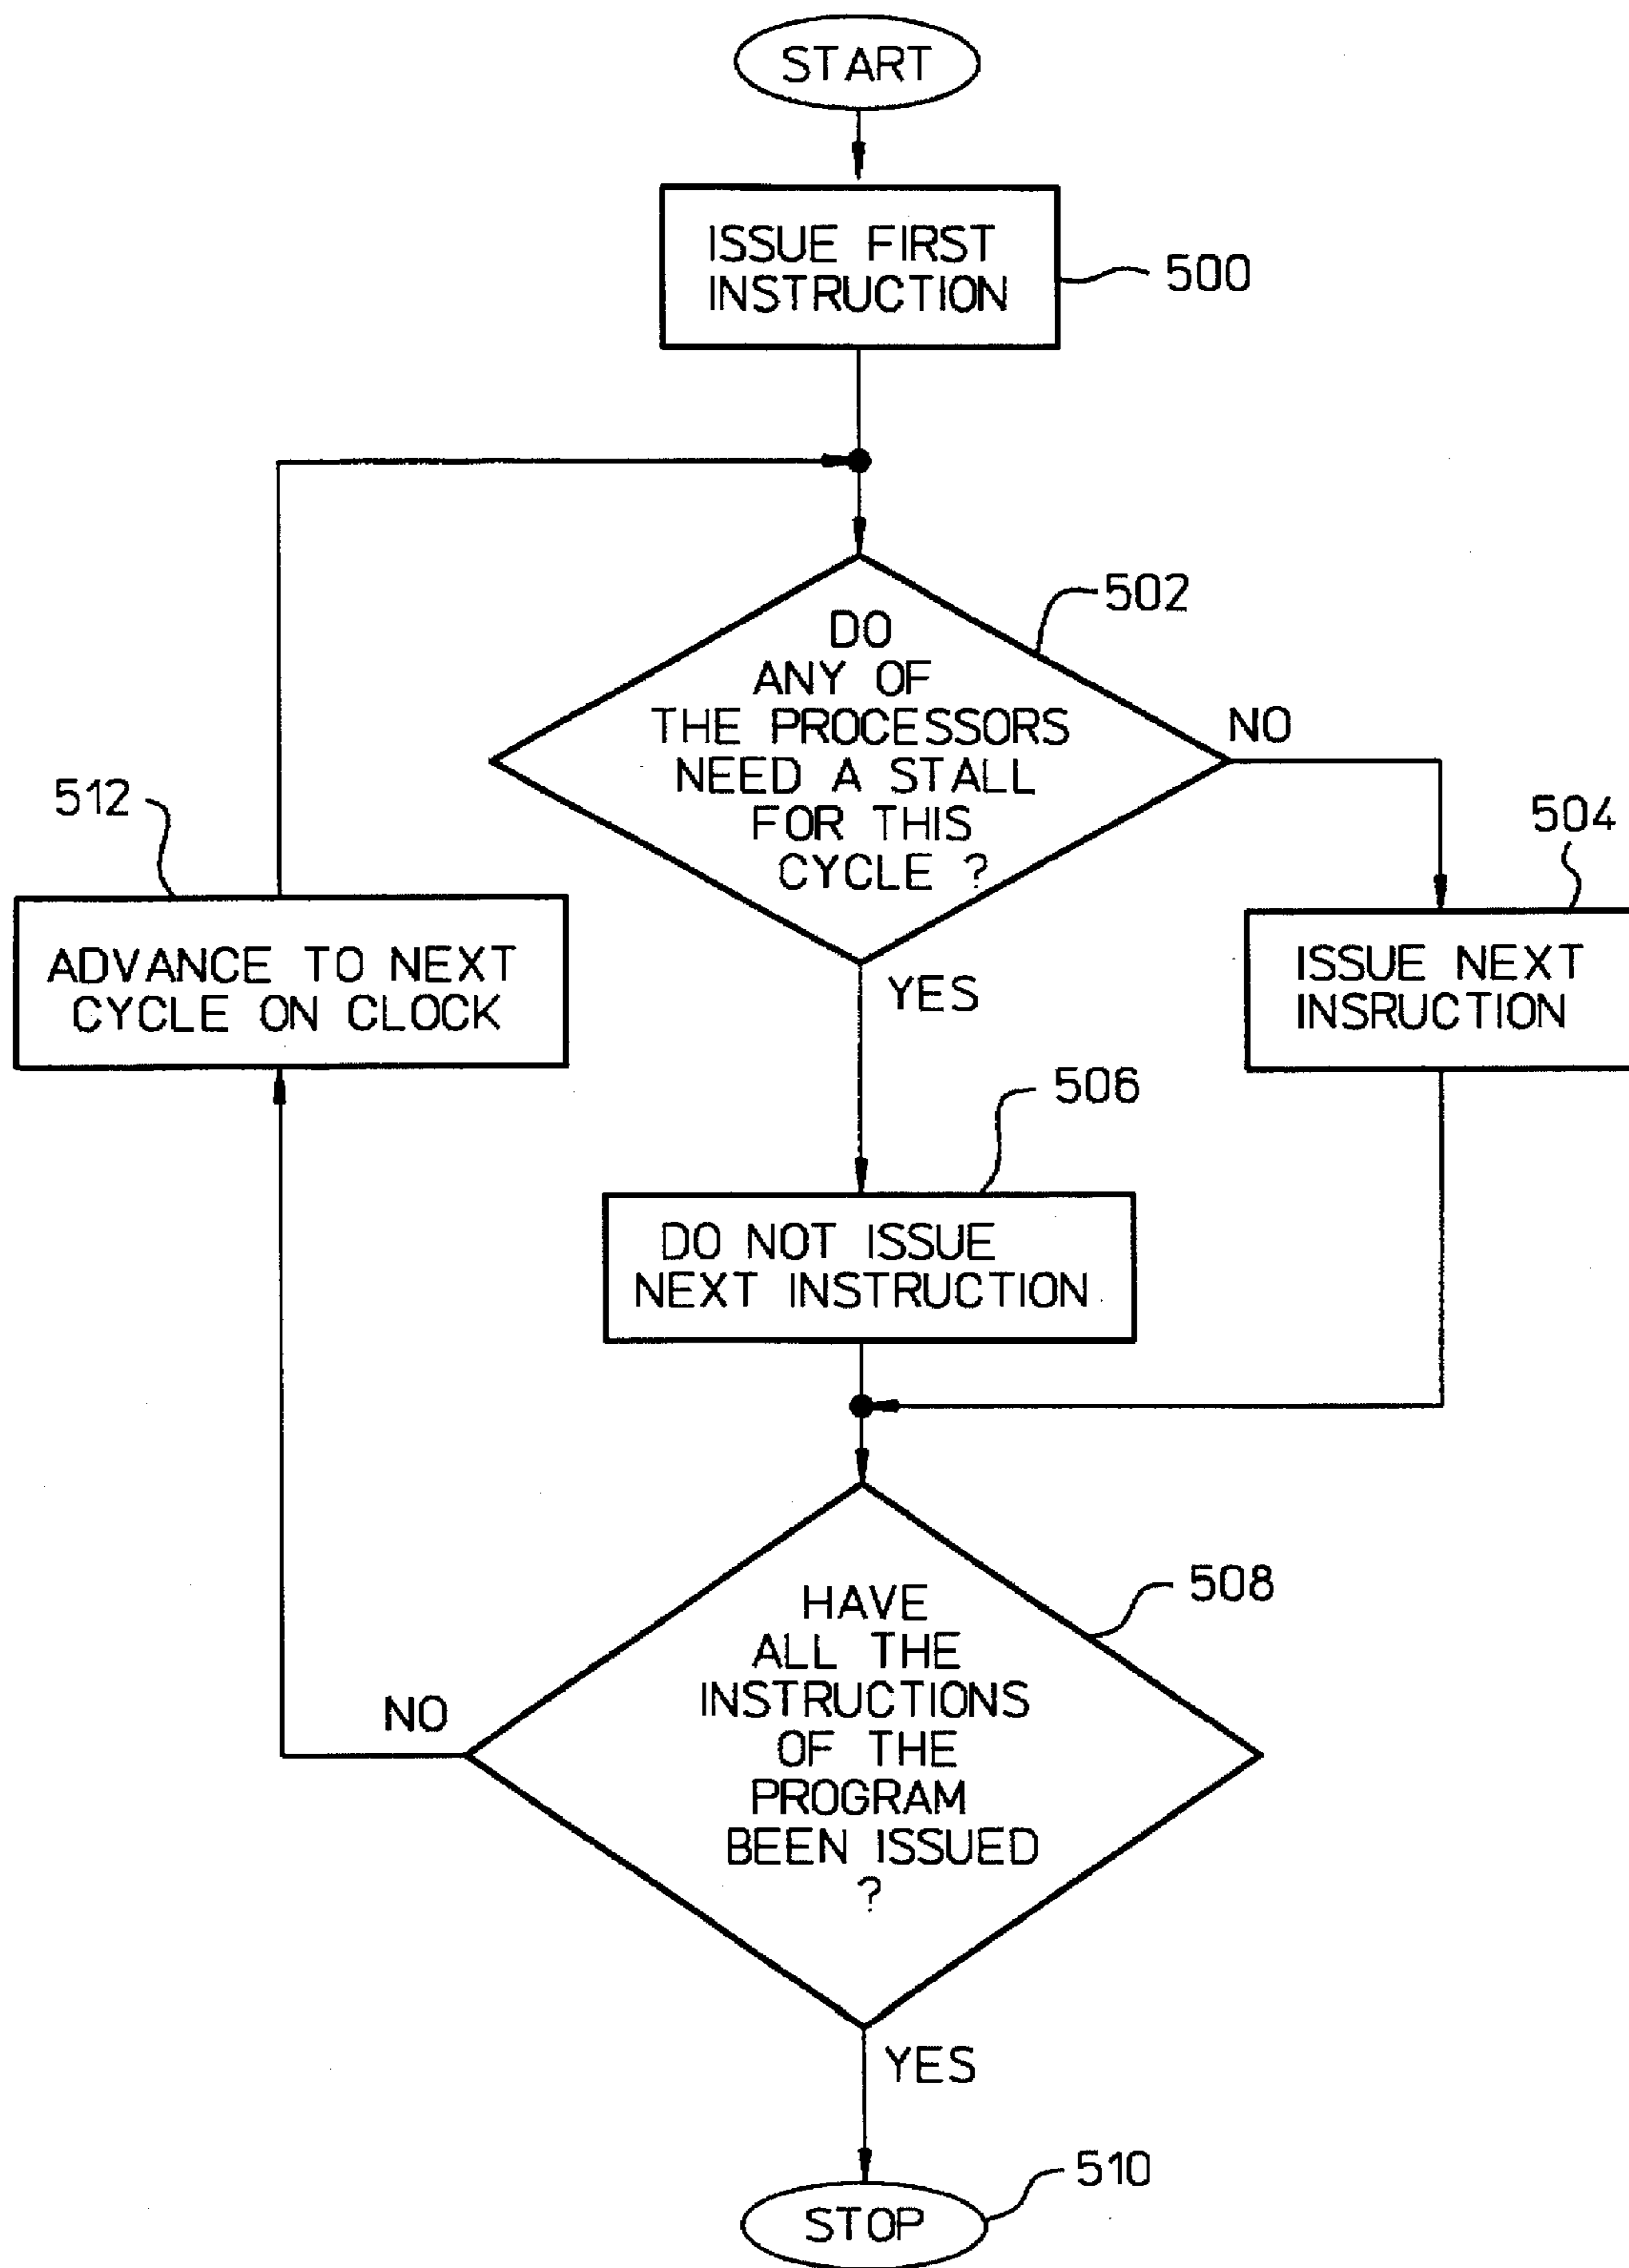 START
ISSUE FIRST
INSTRUCTION
500
502
DO
ANY OF
THE PROCESSORS
NEED A STALL
FOR THIS
CYCLE ?
NO
512
504
ADVANCE TO NEXT
CYCLE ON CLOCK
YES
ISSUE NEXT
INSRUCTION
506
DO NOT ISSUE
NEXT INSTRUCTION
508
HAVE
ALL THE
INSTRUCTIONS
OF THE
PROGRAM
BEEN ISSUED
?
NO
YES
510
STOP